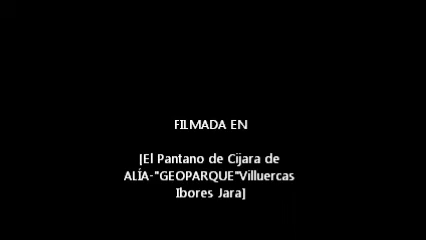 FILMADA EN
[El Pantano de Cijara de
ALÍA-"GEOPARQUE"Villuercas
Ibores Jara]